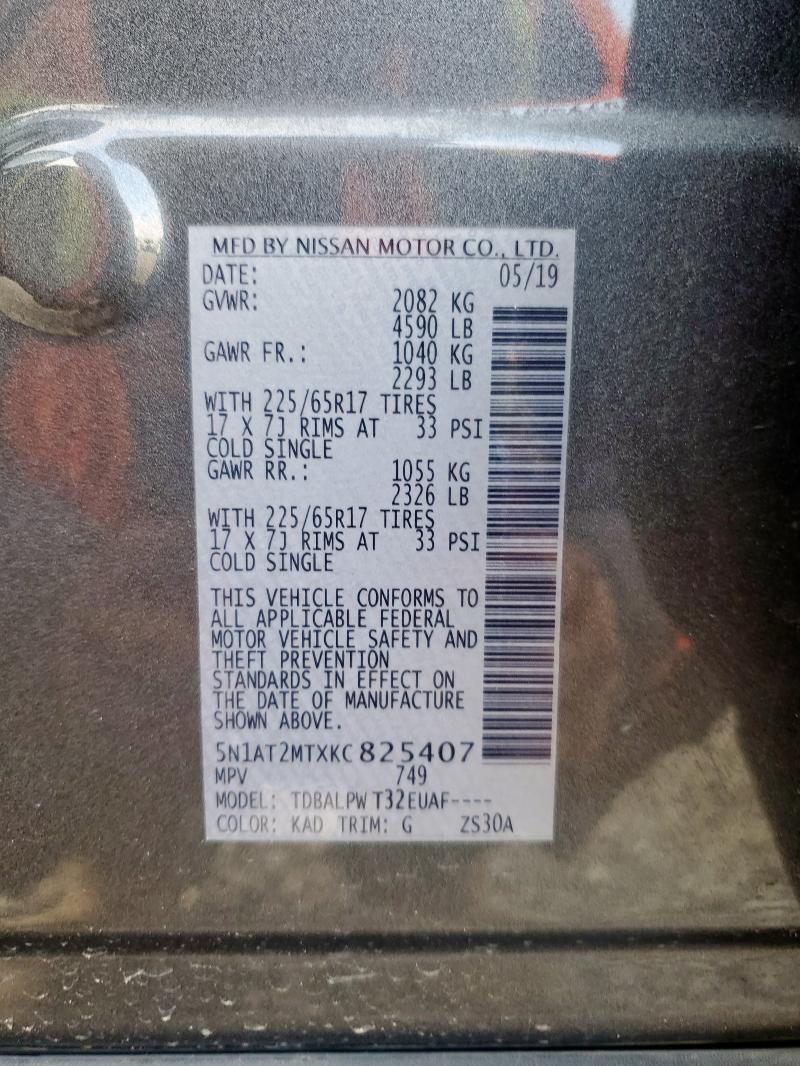 MFD BY NISSAN MOTOR CO., LTD.
DATE: 05/19
GVWR: 2082 KG
4590 LB
GAWR FR.: 1040 KG
2293 LB
WITH 225/65R17 TIRES
17 X 7J RIMS AT 33 PSI
COLD SINGLE
GAWR RR.: 1055 KG
2326 LB
WITH 225/65R17 TIRES
17 X 7J RIMS AT 33 PSI
COLD SINGLE
THIS VEHICLE CONFORMS TO
ALL APPLICABLE FEDERAL
MOTOR VEHICLE SAFETY AND
THEFT PREVENTION
STANDARDS IN EFFECT ON
THE DATE OF MANUFACTURE
SHOWN ABOVE.
5N1AT2MTXKC825407
MPV 749
MODEL: TDBALPW T32EUAF----
COLOR: KAD TRIM: G ZS30A